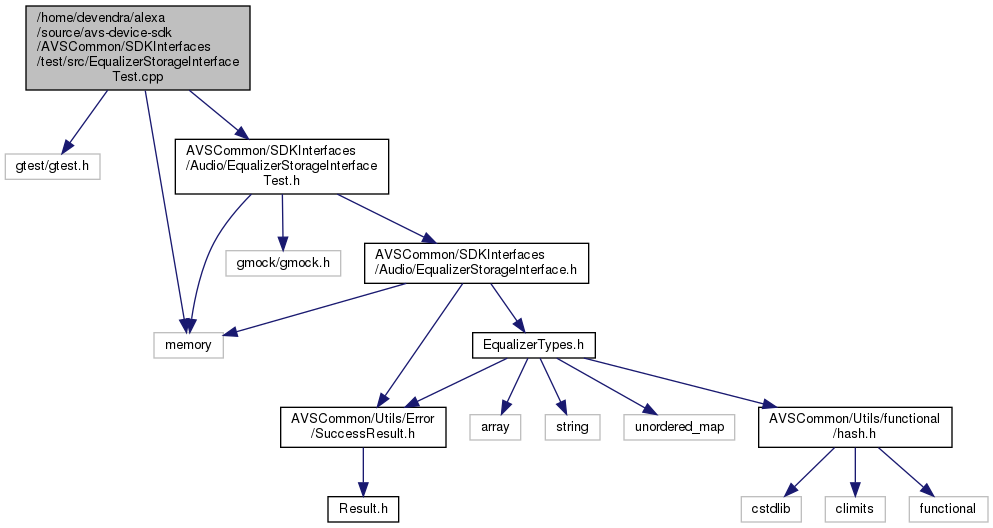 /home/devendra/alexa
/source/avs-device-sdk
/AVSCommon/SDKInterfaces
/test/src/EqualizerStorageInterface
Test.cpp
gtest/gtest.h
AVSCommon/SDKInterfaces
/Audio/EqualizerStorageInterface
Test.h
gmock/gmock.h
AVSCommon/SDKInterfaces
/Audio/EqualizerStorageInterface.h
memory
EqualizerTypes.h
AVSCommon/Utils/Error
/SuccessResult.h
array
string
unordered_map
AVSCommon/Utils/functional
/hash.h
Result.h
cstdlib
climits
functional